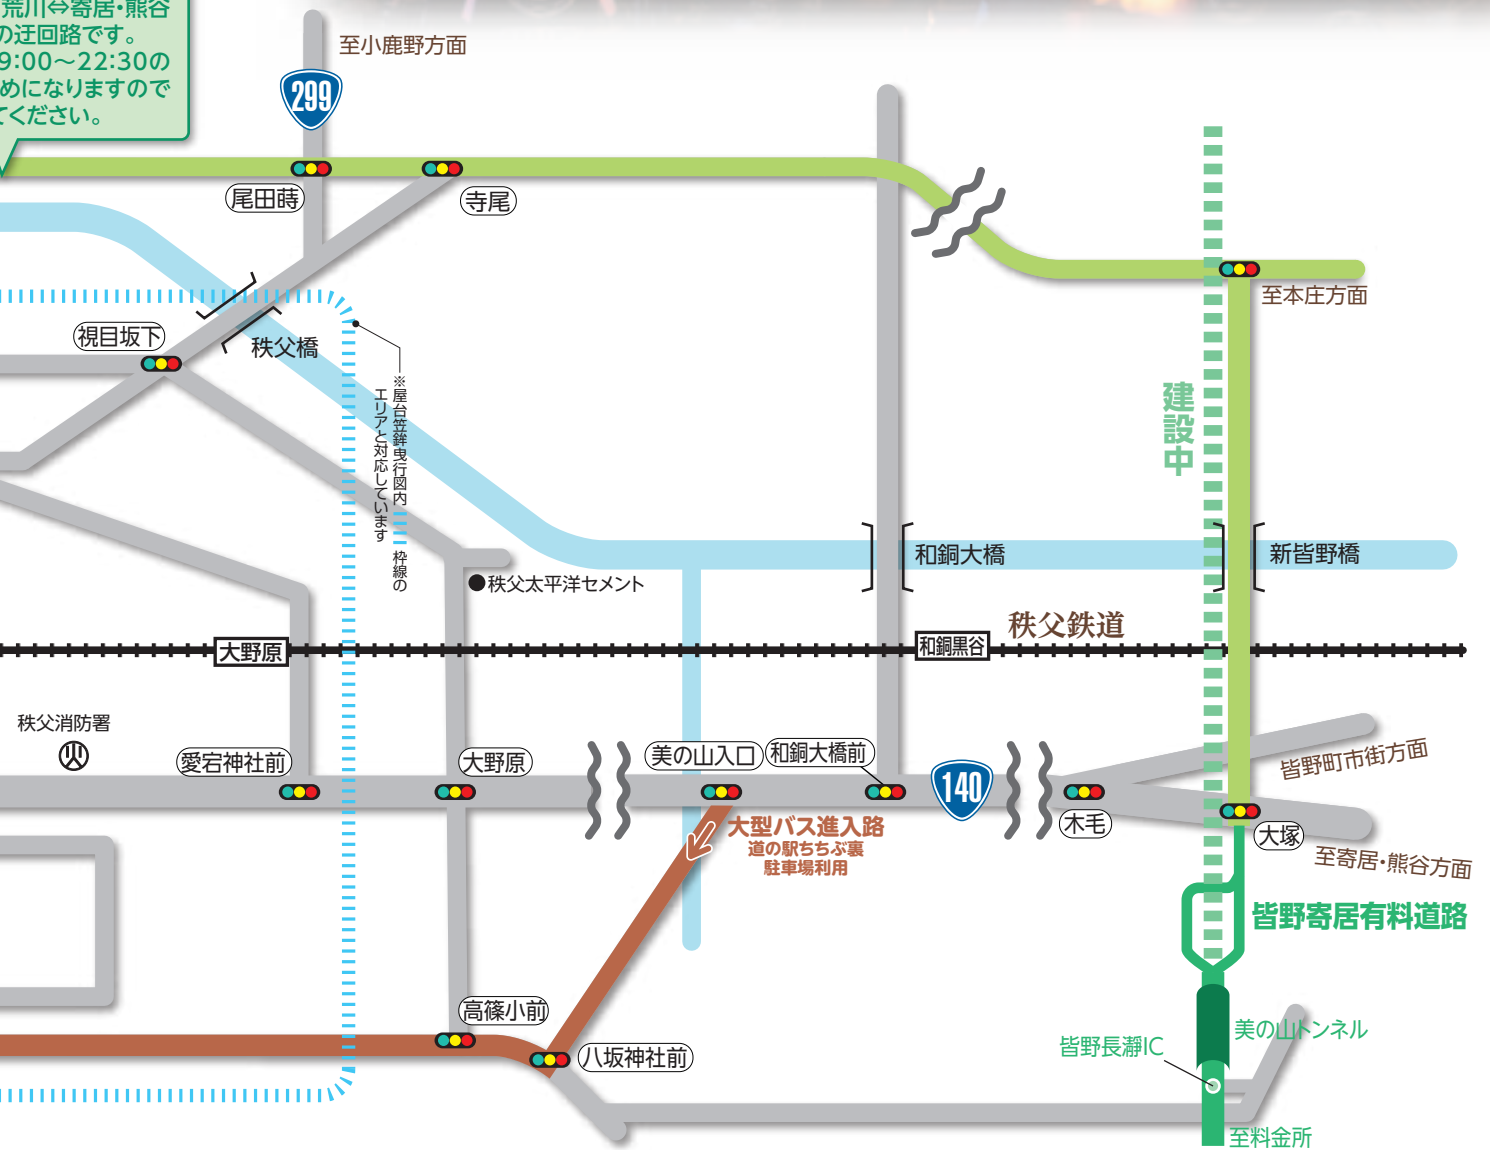 荒川⇔寄居・熊谷
の迂回路です。
9:00〜22:30の
めになりますので
てください。
至小鹿野方面
299
尾田蒔
寺尾
至本庄方面
視目坂下
秩父橋
※屋台笠鉾曳行図内 枠線の
エリアと対応しています
建設中
和銅大橋
新皆野橋
秩父太平洋セメント
秩父鉄道
大野原
和銅黒谷
秩父消防署
愛宕神社前
大野原
美の山入口
和銅大橋前
140
皆野町市街方面
木毛
大塚
至寄居・熊谷方面
大型バス進入路
道の駅ちちぶ裏
駐車場利用
皆野寄居有料道路
高篠小前
八坂神社前
美の山トンネル
皆野長瀞IC
至料金所